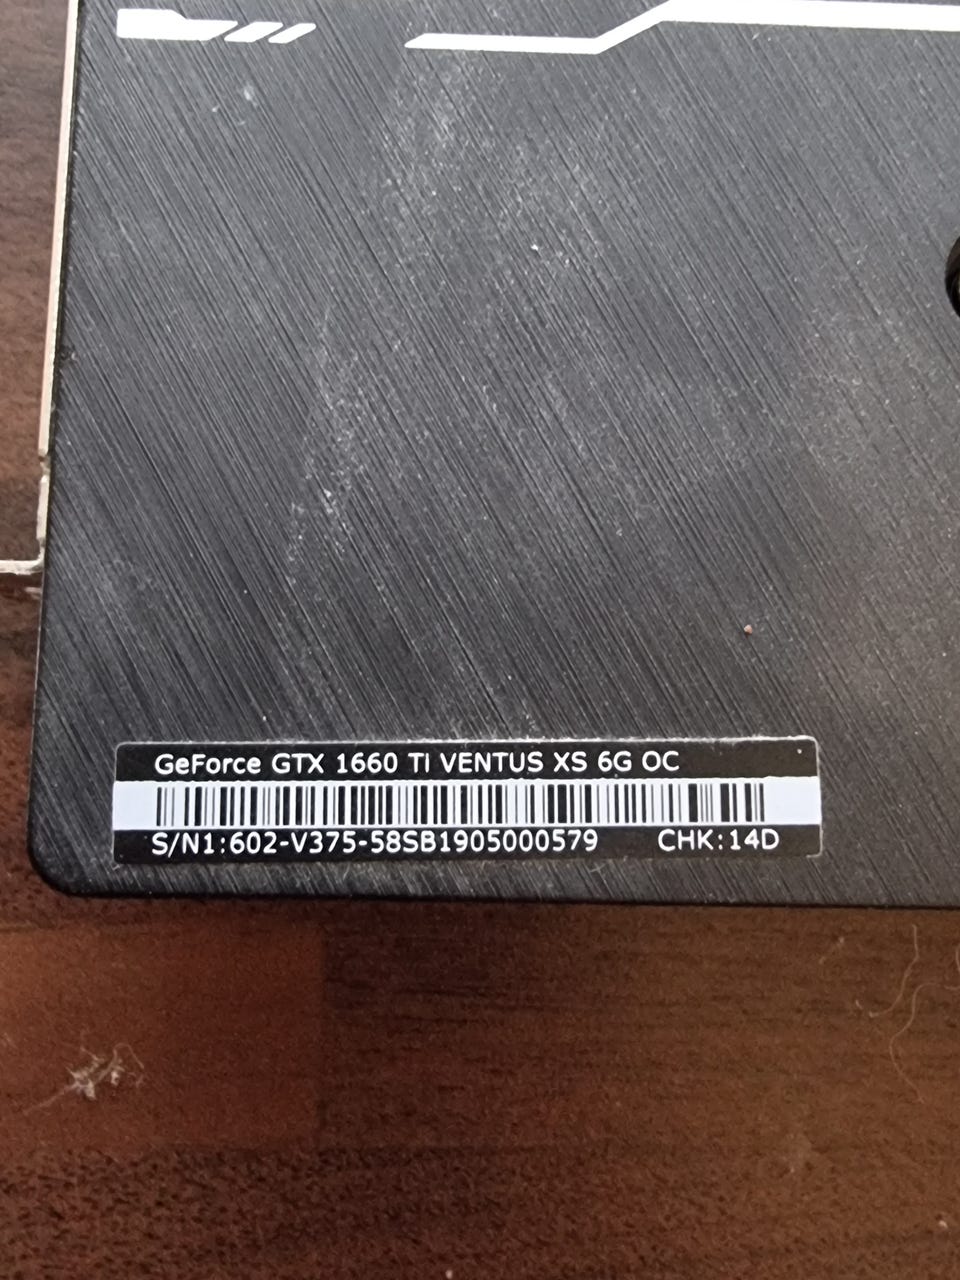 GeForce GTX 1660 Ti VENTUS XS 6G OC
S/N1:602-V375-58SB1905000579 CHK:14D